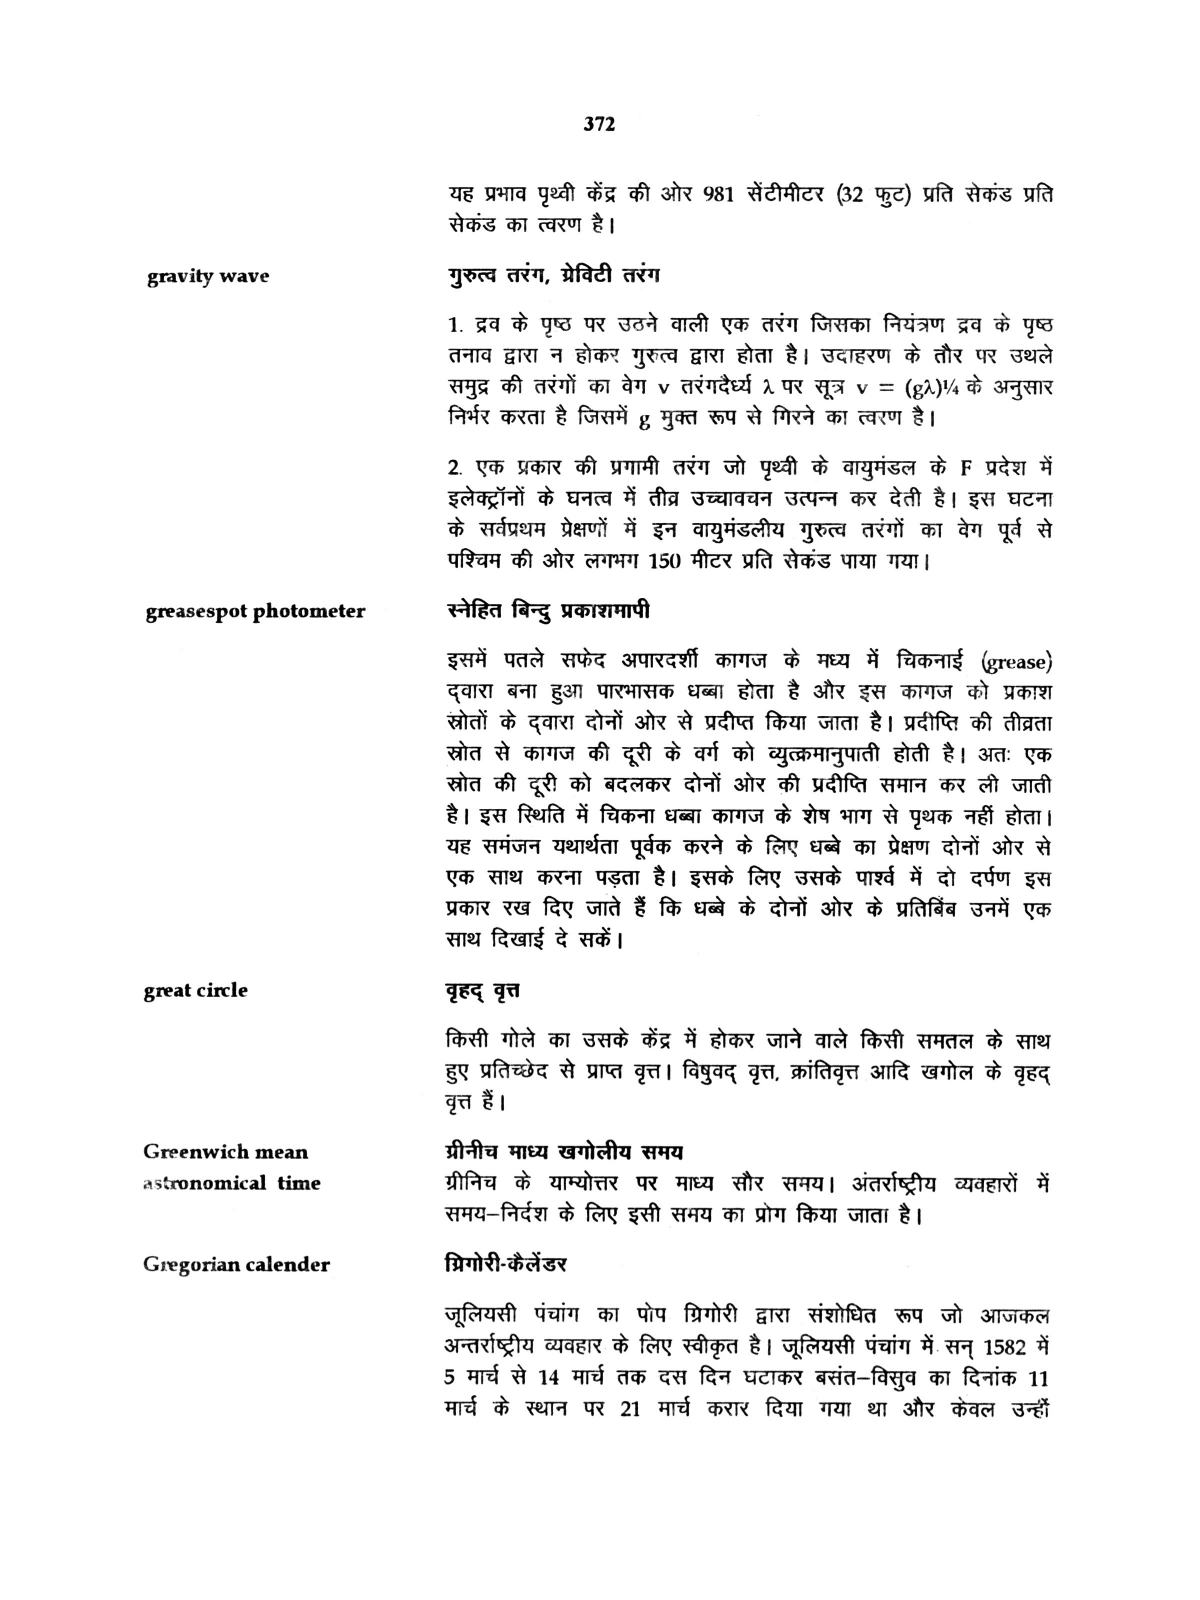 372
यह प्रभाव पृथ्वी केंद्र की ओर 981 सेंटीमीटर (32 फुट) प्रति सेकंड प्रति
सेकंड का त्वरण है।
gravity wave
गुरुत्व तरंग, ग्रेविटी तरंग
1. द्रव के पृष्ठ पर उठने वाली एक तरंग जिसका नियंत्रण द्रव के पृष्ठ
तनाव द्वारा न होकर गुरुत्व द्वारा होता है। उदाहरण के तौर पर उथले
समुद्र की तरंगों का वेग v तरंगदैर्ध्य λ पर सूत्र v = (gλ)¼ के अनुसार
निर्भर करता है जिसमें g मुक्त रूप से गिरने का त्वरण है।
2. एक प्रकार की प्रगामी तरंग जो पृथ्वी के वायुमंडल के F प्रदेश में
इलेक्ट्रॉनों के घनत्व में तीव्र उच्चावचन उत्पन्न कर देती है। इस घटना
के सर्वप्रथम प्रेक्षणों में इन वायुमंडलीय गुरुत्व तरंगों का वेग पूर्व से
पश्चिम की ओर लगभग 150 मीटर प्रति सेकंड पाया गया।
greasespot photometer
स्नेहित बिन्दु प्रकाशमापी
इसमें पतले सफेद अपारदर्शी कागज के मध्य में चिकनाई (grease)
द्वारा बना हुआ पारभासक धब्बा होता है और इस कागज को प्रकाश
स्रोतों के द्वारा दोनों ओर से प्रदीप्त किया जाता है। प्रदीप्ति की तीव्रता
स्रोत से कागज की दूरी के वर्ग को व्युत्क्रमानुपाती होती है। अतः एक
स्रोत की दूरी को बदलकर दोनों ओर की प्रदीप्ति समान कर ली जाती
है। इस स्थिति में चिकना धब्बा कागज के शेष भाग से पृथक नहीं होता।
यह समंजन यथार्थता पूर्वक करने के लिए धब्बे का प्रेक्षण दोनों ओर से
एक साथ करना पड़ता है। इसके लिए उसके पार्श्व में दो दर्पण इस
प्रकार रख दिए जाते हैं कि धब्बे के दोनों ओर के प्रतिबिंब उनमें एक
साथ दिखाई दे सकें।
great circle
वृहद् वृत्त
किसी गोले का उसके केंद्र में होकर जाने वाले किसी समतल के साथ
हुए प्रतिच्छेद से प्राप्त वृत्त। विषुवद् वृत्त, क्रांतिवृत्त आदि खगोल के वृहद्
वृत्त हैं।
Greenwich mean
astronomical time
ग्रीनीच माध्य खगोलीय समय
ग्रीनिच के याम्योत्तर पर माध्य सौर समय। अंतर्राष्ट्रीय व्यवहारों में
समय–निर्दश के लिए इसी समय का प्रोग किया जाता है।
Gregorian calender
ग्रिगोरी-कैलेंडर
जूलियसी पंचांग का पोप ग्रिगोरी द्वारा संशोधित रूप जो आजकल
अन्तर्राष्ट्रीय व्यवहार के लिए स्वीकृत है। जूलियसी पंचांग में सन् 1582 में
5 मार्च से 14 मार्च तक दस दिन घटाकर बसंत–विसुव का दिनांक 11
मार्च के स्थान पर 21 मार्च करार दिया गया था और केवल उन्हीं